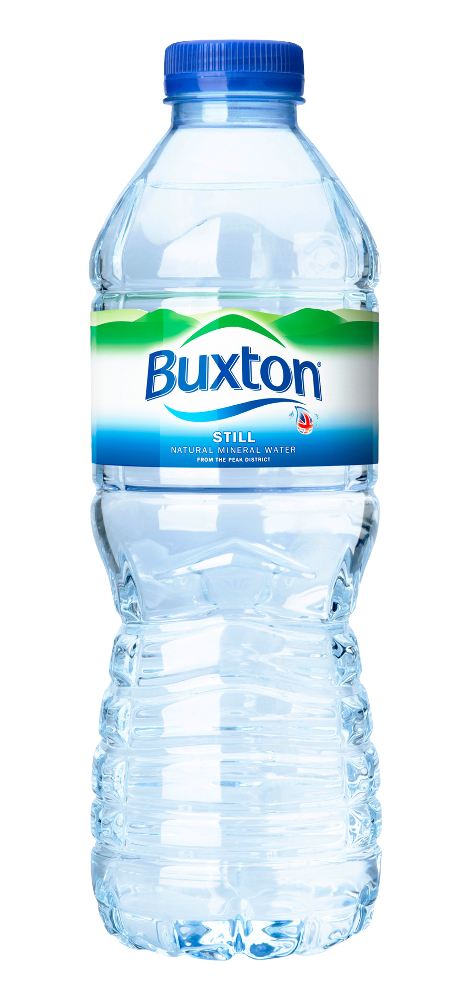 Buxton®
STILL
NATURAL MINERAL WATER
FROM THE PEAK DISTRICT